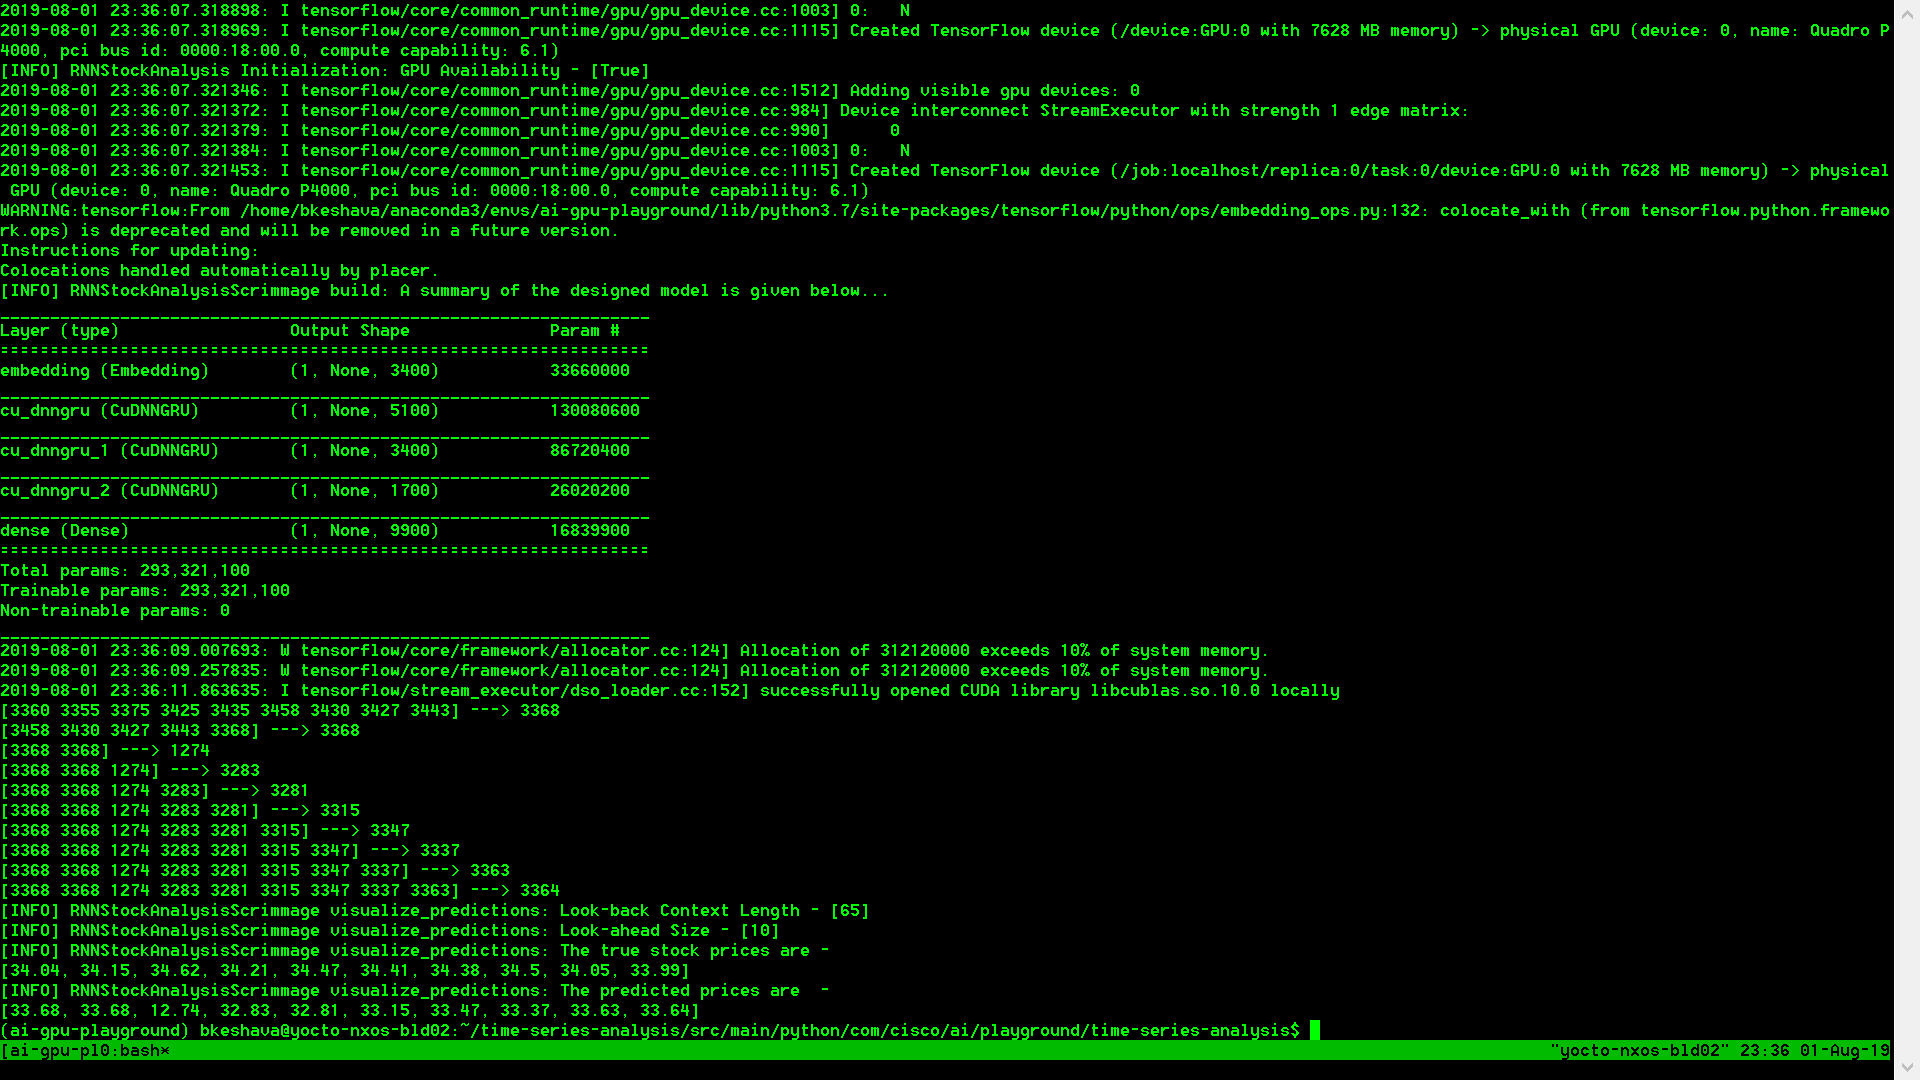 2019-08-01 23:36:07.318898: I tensorflow/core/common_runtime/gpu/gpu_device.cc:1003] 0:   N
2019-08-01 23:36:07.318969: I tensorflow/core/common_runtime/gpu/gpu_device.cc:1115] Created TensorFlow device (/device:GPU:0 with 7628 MB memory) -> physical GPU (device: 0, name: Quadro P
4000, pci bus id: 0000:18:00.0, compute capability: 6.1)
[INFO] RNNStockAnalysis Initialization: GPU Availability - [True]
2019-08-01 23:36:07.321346: I tensorflow/core/common_runtime/gpu/gpu_device.cc:1512] Adding visible gpu devices: 0
2019-08-01 23:36:07.321372: I tensorflow/core/common_runtime/gpu/gpu_device.cc:984] Device interconnect StreamExecutor with strength 1 edge matrix:
2019-08-01 23:36:07.321379: I tensorflow/core/common_runtime/gpu/gpu_device.cc:990]      0
2019-08-01 23:36:07.321384: I tensorflow/core/common_runtime/gpu/gpu_device.cc:1003] 0:   N
2019-08-01 23:36:07.321453: I tensorflow/core/common_runtime/gpu/gpu_device.cc:1115] Created TensorFlow device (/job:localhost/replica:0/task:0/device:GPU:0 with 7628 MB memory) -> physical
 GPU (device: 0, name: Quadro P4000, pci bus id: 0000:18:00.0, compute capability: 6.1)
WARNING:tensorflow:From /home/bkeshava/anaconda3/envs/ai-gpu-playground/lib/python3.7/site-packages/tensorflow/python/ops/embedding_ops.py:132: colocate_with (from tensorflow.python.framewo
rk.ops) is deprecated and will be removed in a future version.
Instructions for updating:
Colocations handled automatically by placer.
[INFO] RNNStockAnalysisScrimmage build: A summary of the designed model is given below...
_________________________________________________________________
Layer (type)                 Output Shape              Param #
=================================================================
embedding (Embedding)        (1, None, 3400)           33660000
_________________________________________________________________
cu_dnngru (CuDNNGRU)         (1, None, 5100)           130080600
_________________________________________________________________
cu_dnngru_1 (CuDNNGRU)       (1, None, 3400)           86720400
_________________________________________________________________
cu_dnngru_2 (CuDNNGRU)       (1, None, 1700)           26020200
_________________________________________________________________
dense (Dense)                (1, None, 9900)           16839900
=================================================================
Total params: 293,321,100
Trainable params: 293,321,100
Non-trainable params: 0
_________________________________________________________________
2019-08-01 23:36:09.007693: W tensorflow/core/framework/allocator.cc:124] Allocation of 312120000 exceeds 10% of system memory.
2019-08-01 23:36:09.257835: W tensorflow/core/framework/allocator.cc:124] Allocation of 312120000 exceeds 10% of system memory.
2019-08-01 23:36:11.863635: I tensorflow/stream_executor/dso_loader.cc:152] successfully opened CUDA library libcublas.so.10.0 locally
[3360 3355 3375 3425 3435 3458 3430 3427 3443] ---> 3368
[3458 3430 3427 3443 3368] ---> 3368
[3368 3368] ---> 1274
[3368 3368 1274] ---> 3283
[3368 3368 1274 3283] ---> 3281
[3368 3368 1274 3283 3281] ---> 3315
[3368 3368 1274 3283 3281 3315] ---> 3347
[3368 3368 1274 3283 3281 3315 3347] ---> 3337
[3368 3368 1274 3283 3281 3315 3347 3337] ---> 3363
[3368 3368 1274 3283 3281 3315 3347 3337 3363] ---> 3364
[INFO] RNNStockAnalysisScrimmage visualize_predictions: Look-back Context Length - [65]
[INFO] RNNStockAnalysisScrimmage visualize_predictions: Look-ahead Size - [10]
[INFO] RNNStockAnalysisScrimmage visualize_predictions: The true stock prices are -
[34.04, 34.15, 34.62, 34.21, 34.47, 34.41, 34.38, 34.5, 34.05, 33.99]
[INFO] RNNStockAnalysisScrimmage visualize_predictions: The predicted prices are  -
[33.68, 33.68, 12.74, 32.83, 32.81, 33.15, 33.47, 33.37, 33.63, 33.64]
(ai-gpu-playground) bkeshava@yocto-nxos-bld02:~/time-series-analysis/src/main/python/com/cisco/ai/playground/time-series-analysis$
[ai-gpu-pl0:bash*                    "yocto-nxos-bld02" 23:36 01-Aug-19